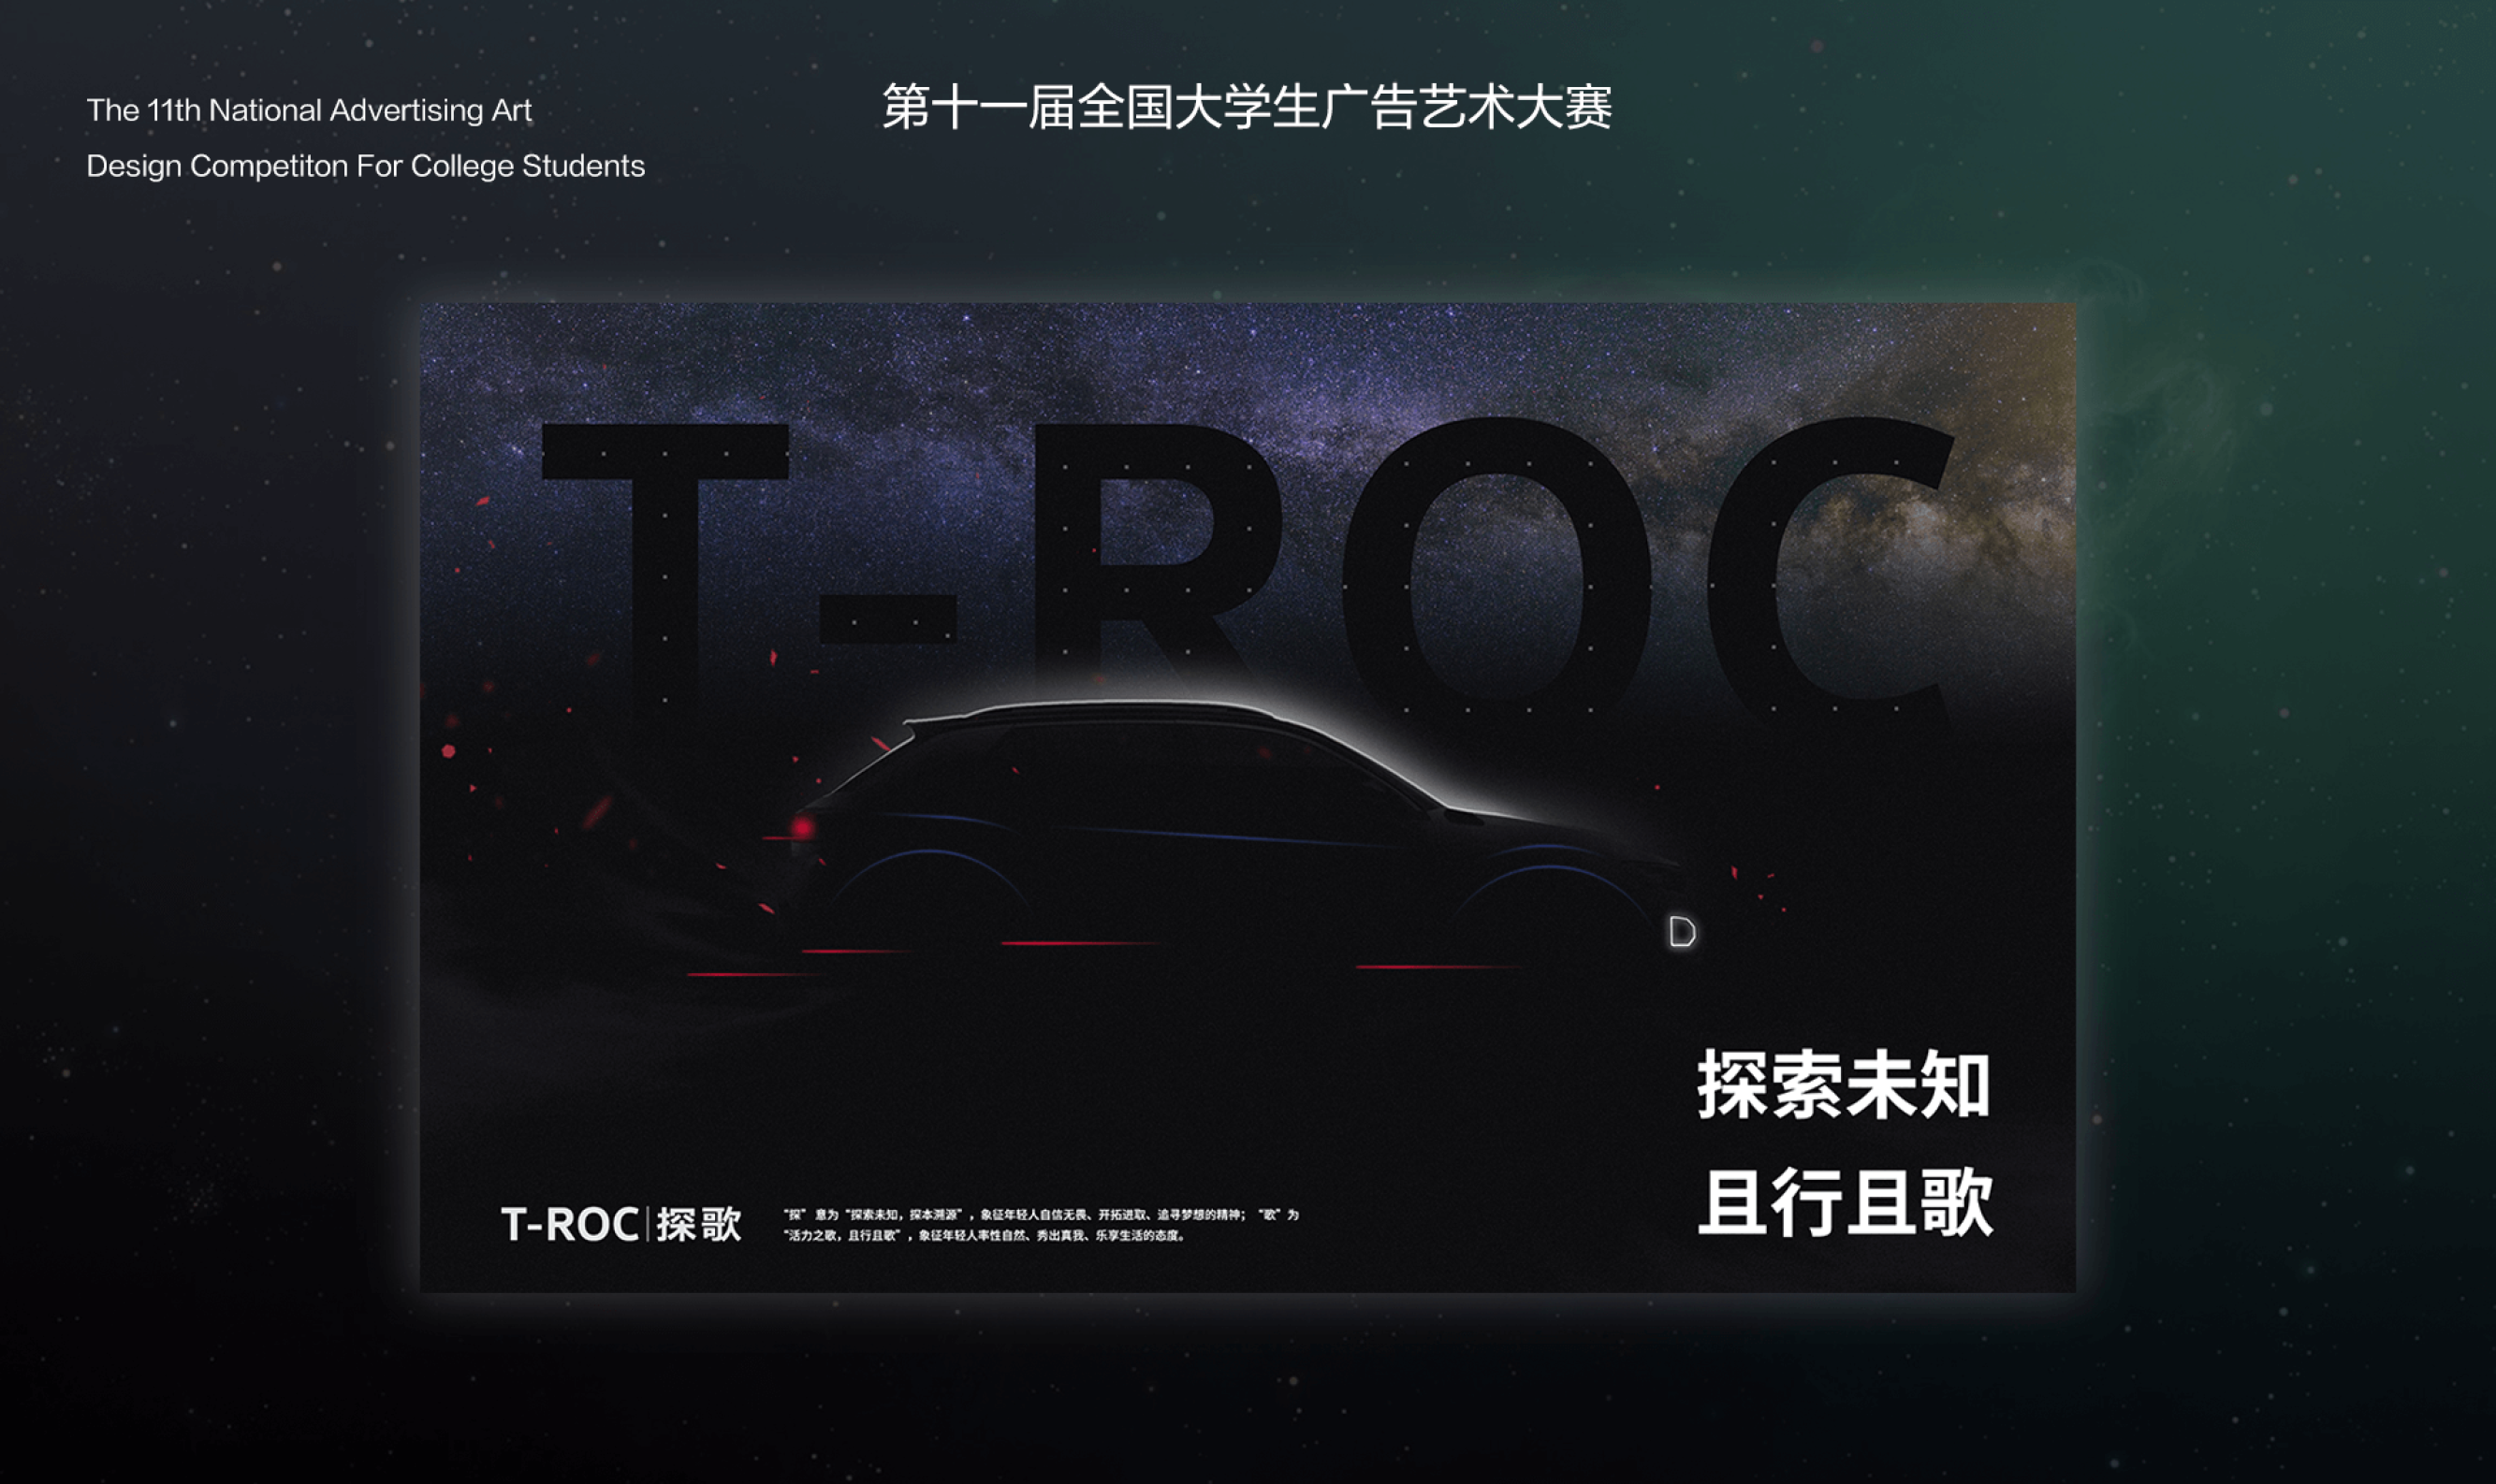 The 11th National Advertising Art
Design Competiton For College Students
第十一届全国大学生广告艺术大赛
T-ROC
探索未知
且行且歌
T-ROC|探歌
“探” 意为“探索未知，探本溯源”，象征年轻人自信无畏、开拓进取、追寻梦想的精神；“歌”为
“活力之歌，且行且歌”，象征年轻人率性自然、秀出真我、乐享生活的态度。